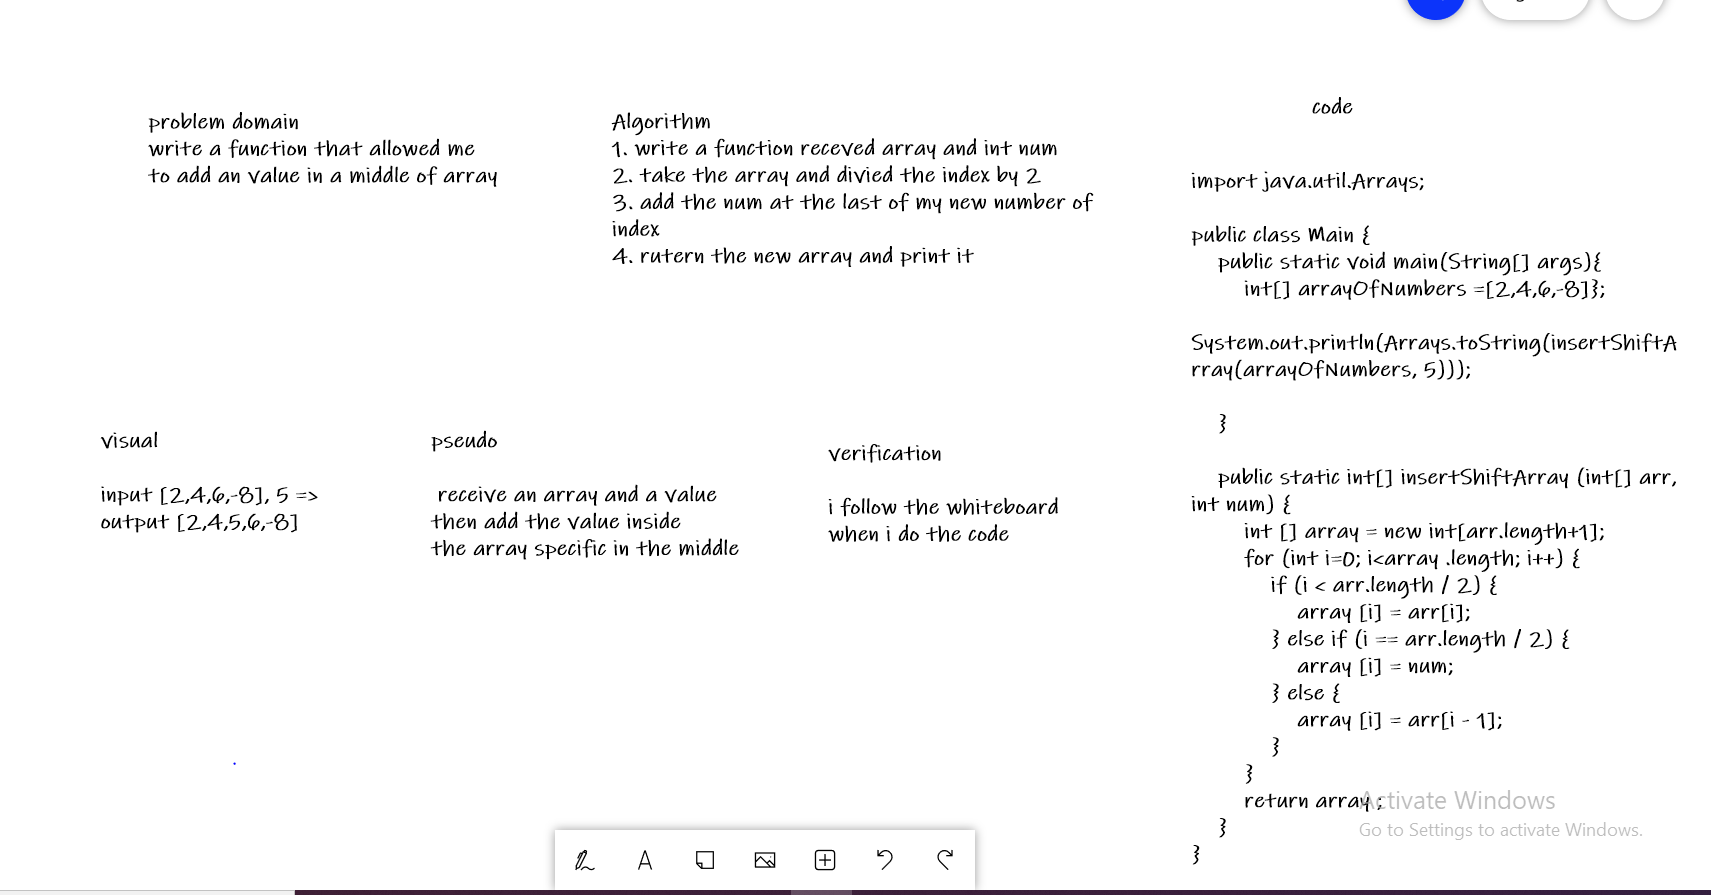 problem domain
write a function that allowed me
to add an value in a middle of array
Algorithm
1. write a function receved array and int num
2. take the array and divied the index by 2
3. add the num at the last of my new number of
index
4. rutern the new array and print it
visual
input [2,4,6,-8], 5 =>
output [2,4,5,6,-8]
pseudo
receive an array and a value
then add the value inside
the array specific in the middle
verification
i follow the whiteboard
when i do the code
code
import java.util.Arrays;
public class Main {
public static void main(String[] args){
int[] arrayOfNumbers =[2,4,6,-8]};
System.out.println(Arrays.toString(insertShiftA
rray(arrayOfNumbers, 5)));
}
public static int[] insertShiftArray (int[] arr,
int num) {
int [] array = new int[arr.length+1];
for (int i=0; i<array .length; i++) {
if (i < arr.length / 2) {
array [i] = arr[i];
} else if (i == arr.length / 2) {
array [i] = num;
} else {
array [i] = arr[i - 1];
}
}
return array ;
}
}
Activate Windows
Go to Settings to activate Windows.